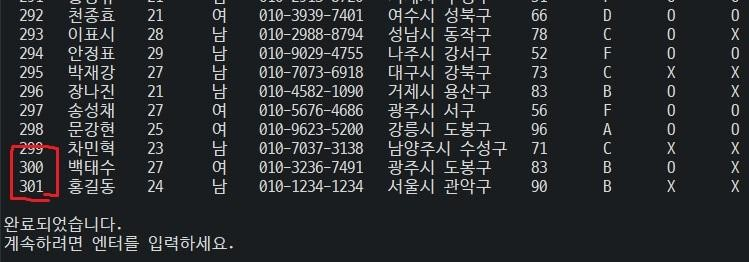 292 천종효 21 여 010-3939-7401 여수시 성북구 66 D O O
293 이표시 28 남 010-2988-8794 성남시 동작구 78 C O X
294 안정표 29 남 010-9029-4755 나주시 강서구 52 F O O
295 박재강 27 남 010-7073-6918 대구시 강북구 73 C X X
296 장나진 21 남 010-4582-1090 거제시 용산구 83 B O X
297 송성채 27 여 010-5676-4686 광주시 서구 56 F O O
298 문강현 25 여 010-9623-5200 강릉시 도봉구 96 A O O
299 차민혁 23 남 010-7037-3138 남양주시 수성구 71 C X X
300 백태수 27 여 010-3236-7491 광주시 도봉구 83 B O X
301 홍길동 24 남 010-1234-1234 서울시 관악구 90 B X X
완료되었습니다.
계속하려면 엔터를 입력하세요.